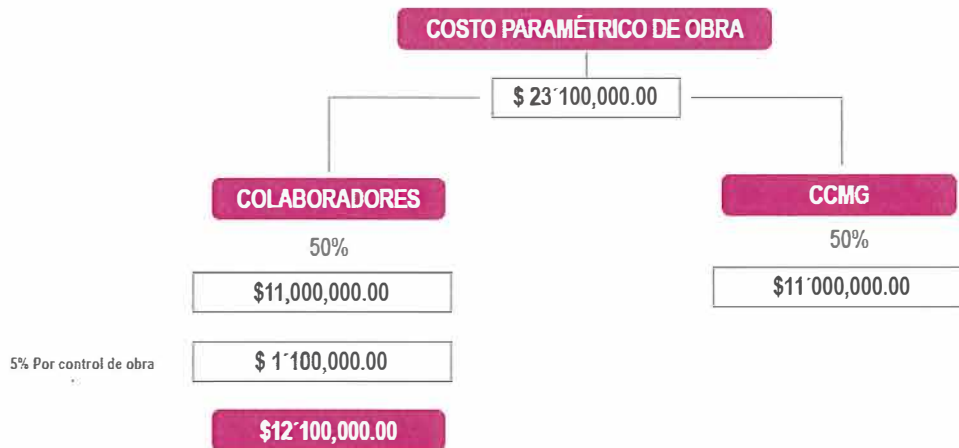 COSTO PARAMÉTRICO DE OBRA
$ 23´100,000.00
COLABORADORES
CCMG
50%
50%
$11,000,000.00
$11´000,000.00
5% Por control de obra
$ 1´100,000.00
$12´100,000.00